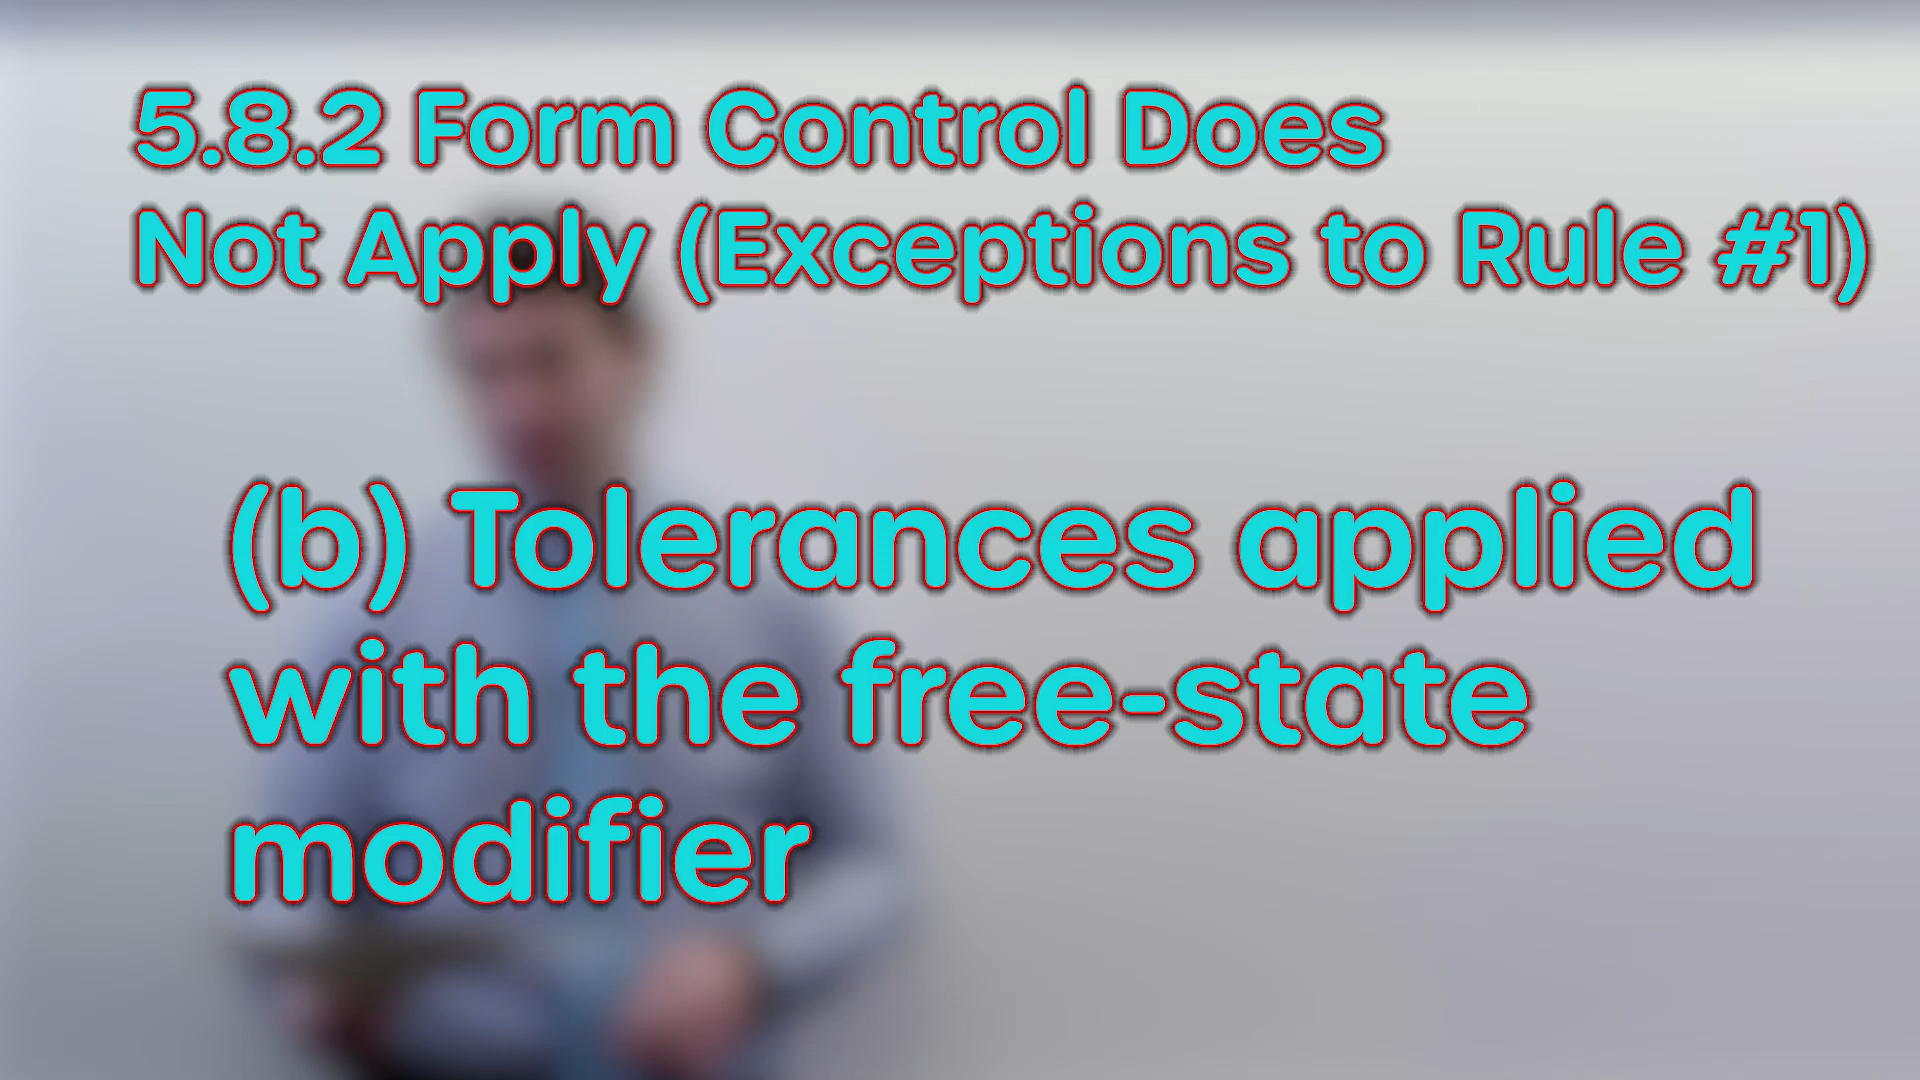 5.8.2 Form Control Does
Not Apply (Exceptions to Rule #1)
(b) Tolerances applied
with the free-state
modifier